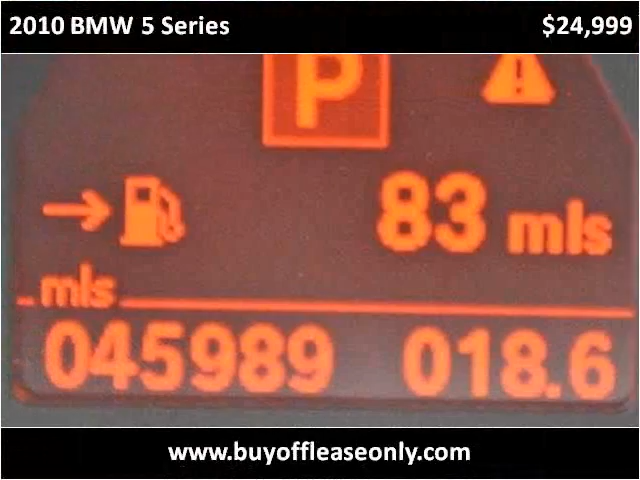 2010 BMW 5 Series $24,999
P
83 mls
mls
045989 018.6
www.buyoffleaseonly.com